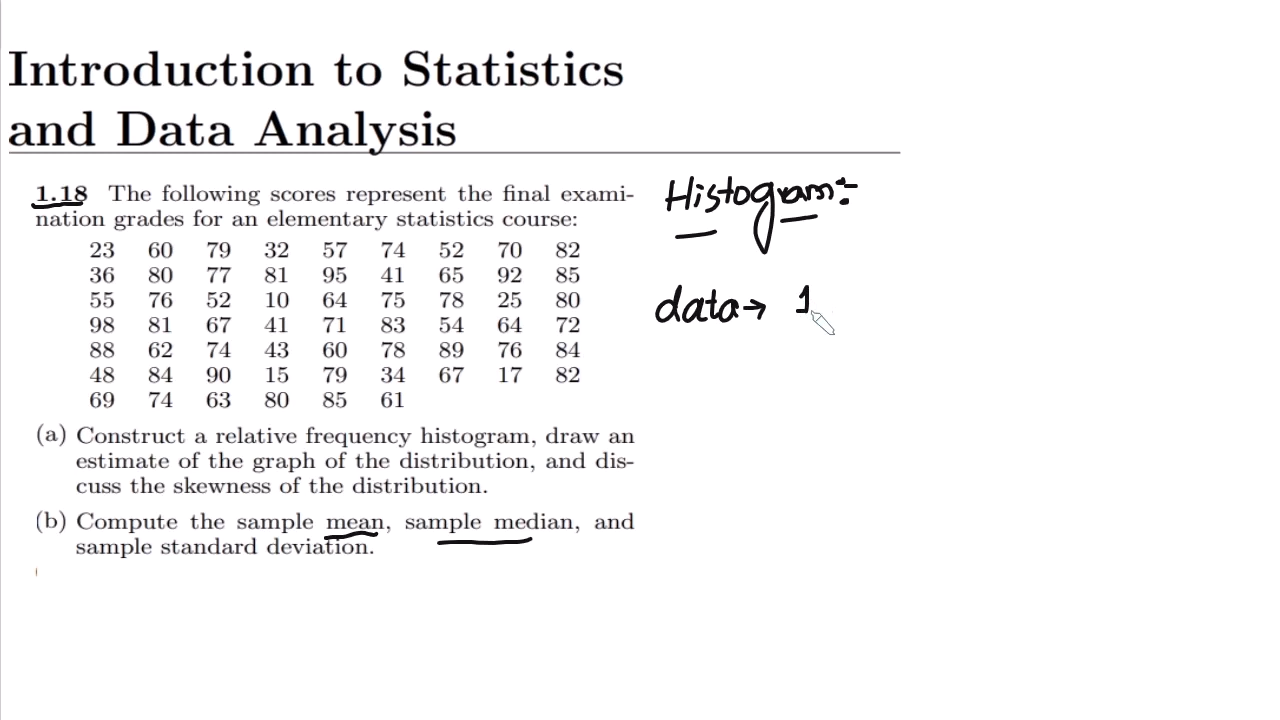 Introduction to Statistics
and Data Analysis
1.18 The following scores represent the final exami-
nation grades for an elementary statistics course:
23 60 79 32 57 74 52 70 82
36 80 77 81 95 41 65 92 85
55 76 52 10 64 75 78 25 80
98 81 67 41 71 83 54 64 72
88 62 74 43 60 78 89 76 84
48 84 90 15 79 34 67 17 82
69 74 63 80 85 61
(a) Construct a relative frequency histogram, draw an
estimate of the graph of the distribution, and dis-
cuss the skewness of the distribution.
(b) Compute the sample mean, sample median, and
sample standard deviation.
Histogram:-
data→ 1